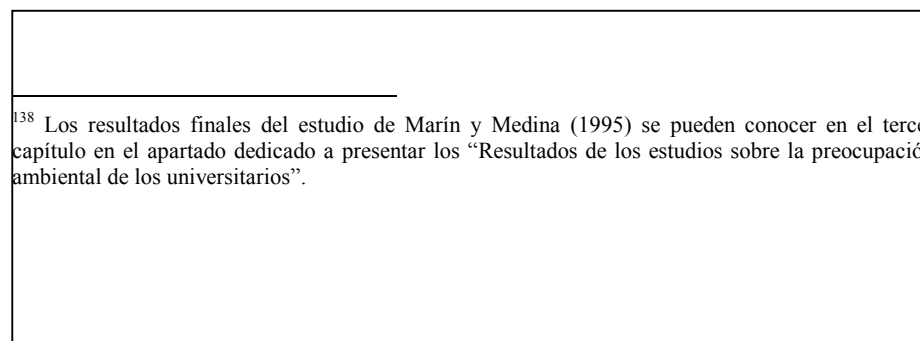 138 Los resultados finales del estudio de Marín y Medina (1995) se pueden conocer en el terce
capítulo en el apartado dedicado a presentar los “Resultados de los estudios sobre la preocupació
ambiental de los universitarios”.